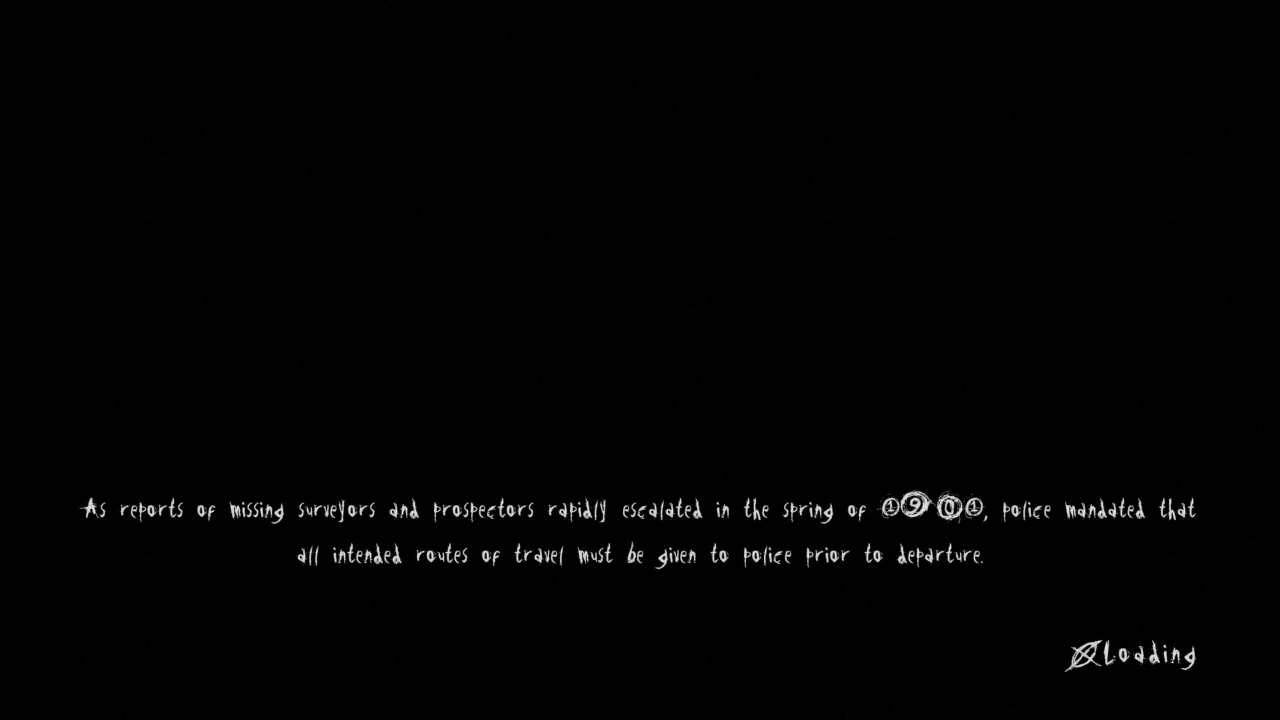 As reports of missing surveyors and prospectors rapidly escalated in the spring of 1901, police mandated that
all intended routes of travel must be given to police prior to departure.
Loading